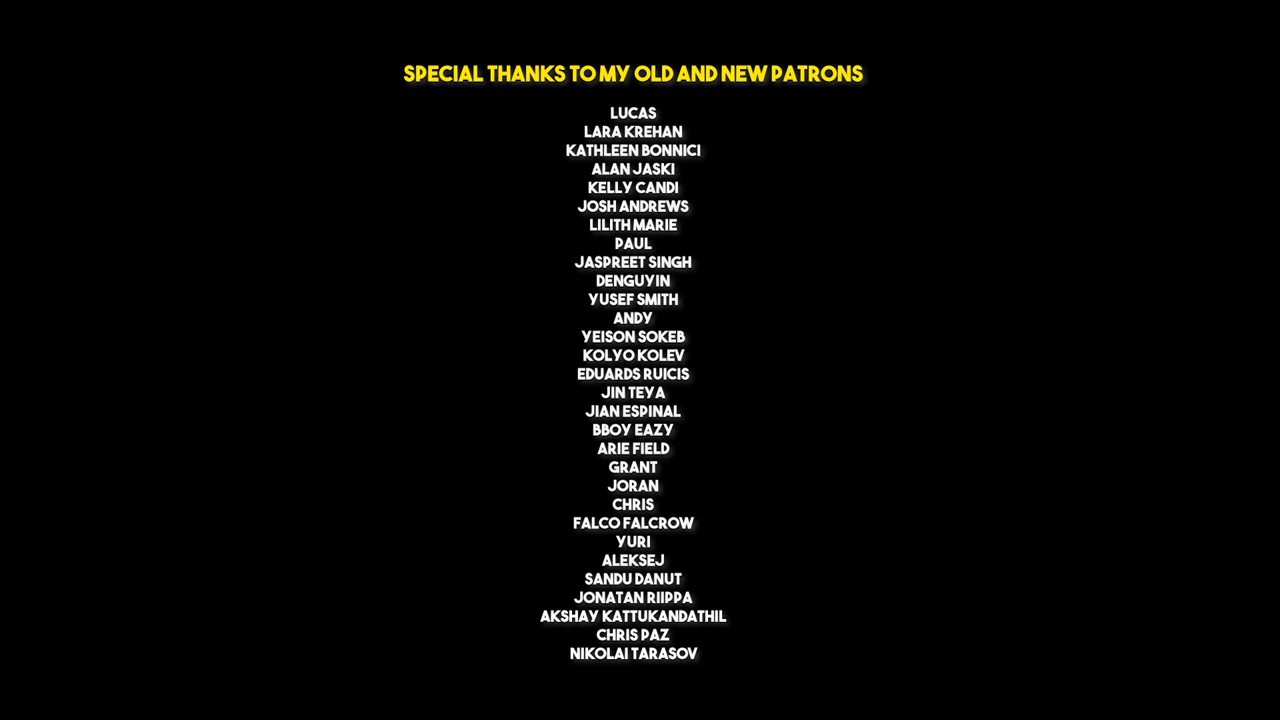 SPECIAL THANKS TO MY OLD AND NEW PATRONS
LUCAS
LARA KREHAN
KATHLEEN BONNICI
ALAN JASKI
KELLY CANDI
JOSH ANDREWS
LILITH MARIE
PAUL
JASPREET SINGH
DENGUYIN
YUSEF SMITH
ANDY
YEISON SOKEB
KOLYO KOLEV
EDUARDS RUICIS
JIN TEYA
JIAN ESPINAL
BBOY EAZY
ARIE FIELD
GRANT
JORAN
CHRIS
FALCO FALCROW
YURI
ALEKSEJ
SANDU DANUT
JONATAN RIIPPA
AKSHAY KATTUKANDATHIL
CHRIS PAZ
NIKOLAI TARASOV